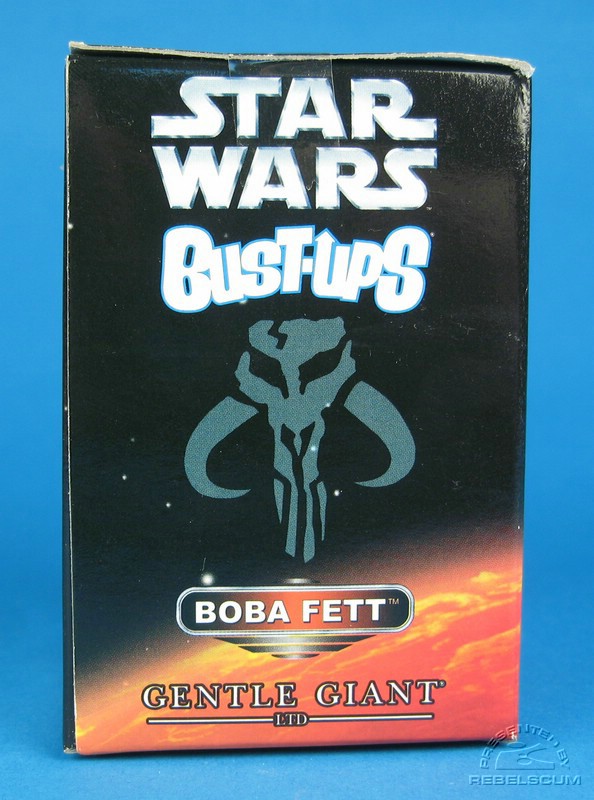 STAR
WARS
BUST-UPS
BOBA FETT™
GENTLE GIANT®
LTD
PRESENTED BY
REBELSCUM